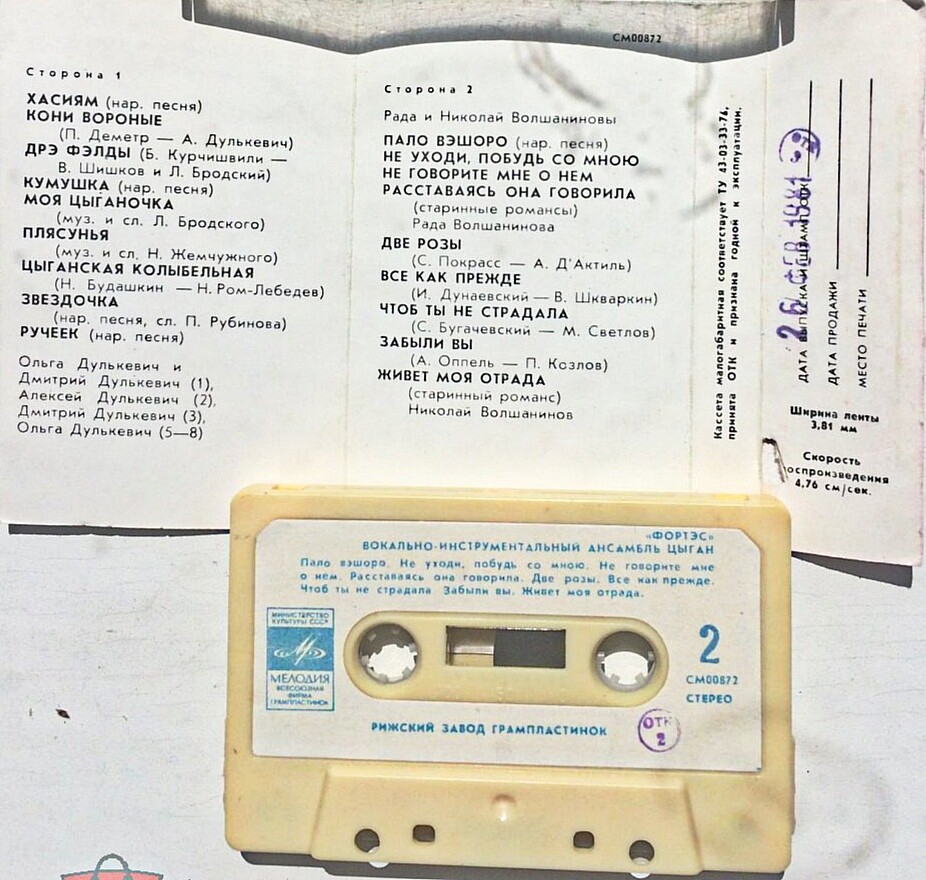 СМ00872
Сторона 1
ХАСИЯМ (нар. песня)
КОНИ ВОРОНЫЕ
(П. Деметр — А. Дулькевич)
ДРЭ ФЭЛДЫ (Б. Курчишвили —
В. Шишков и Л. Бродский)
КУМУШКА (нар. песня)
МОЯ ЦЫГАНОЧКА
(муз. и сл. Л. Бродского)
ПЛЯСУНЬЯ
(муз. и сл. Н. Жемчужного)
ЦЫГАНСКАЯ КОЛЫБЕЛЬНАЯ
(Н. Будашкин — Н. Ром-Лебедев)
ЗВЕЗДОЧКА
(нар. песня, сл. П. Рубинова)
РУЧЕЕК (нар. песня)
Ольга Дулькевич и
Дмитрий Дулькевич (1),
Алексей Дулькевич (2),
Дмитрий Дулькевич (3),
Ольга Дулькевич (5—8)
Сторона 2
Рада и Николай Волшаниновы
ПАЛО ВЭШОРО (нар. песня)
НЕ УХОДИ, ПОБУДЬ СО МНОЮ
НЕ ГОВОРИТЕ МНЕ О НЕМ
РАССТАВАЯСЬ ОНА ГОВОРИЛА
(старинные романсы)
Рада Волшанинова
ДВЕ РОЗЫ
(С. Покрасс — А. Д'Актиль)
ВСЕ КАК ПРЕЖДЕ
(И. Дунаевский — В. Шкваркин)
ЧТОБ ТЫ НЕ СТРАДАЛА
(С. Бугачевский — М. Светлов)
ЗАБЫЛИ ВЫ
(А. Оппель — П. Козлов)
ЖИВЕТ МОЯ ОТРАДА
(старинный романс)
Николай Волшанинов
Кассета малогабаритная соответствует ТУ 43-03-33-76,
принята ОТК и признана годной к эксплуатации.
ДАТА ВЫПУСКА И ШТАМП ОТК
26 ФЕВ 1981
ДАТА ПРОДАЖИ
МЕСТО ПЕЧАТИ
Ширина ленты
3,81 мм
Скорость
воспроизведения
4,76 см/сек.
«ФОРТЭС»
ВОКАЛЬНО-ИНСТРУМЕНТАЛЬНЫЙ АНСАМБЛЬ ЦЫГАН
Пало вэшоро. Не уходи, побудь со мною. Не говорите мне
о нем. Расставаясь она говорила. Две розы. Все как прежде.
Чтоб ты не страдала Забыли вы. Живет моя отрада.
МИНИСТЕРСТВО
КУЛЬТУРЫ СССР
МЕЛОДИЯ
ВСЕСОЮЗНАЯ
ФИРМА
ГРАМПЛАСТИНОК
2
СМ00872
СТЕРЕО
РИЖСКИЙ ЗАВОД ГРАМПЛАСТИНОК
ОТК
2